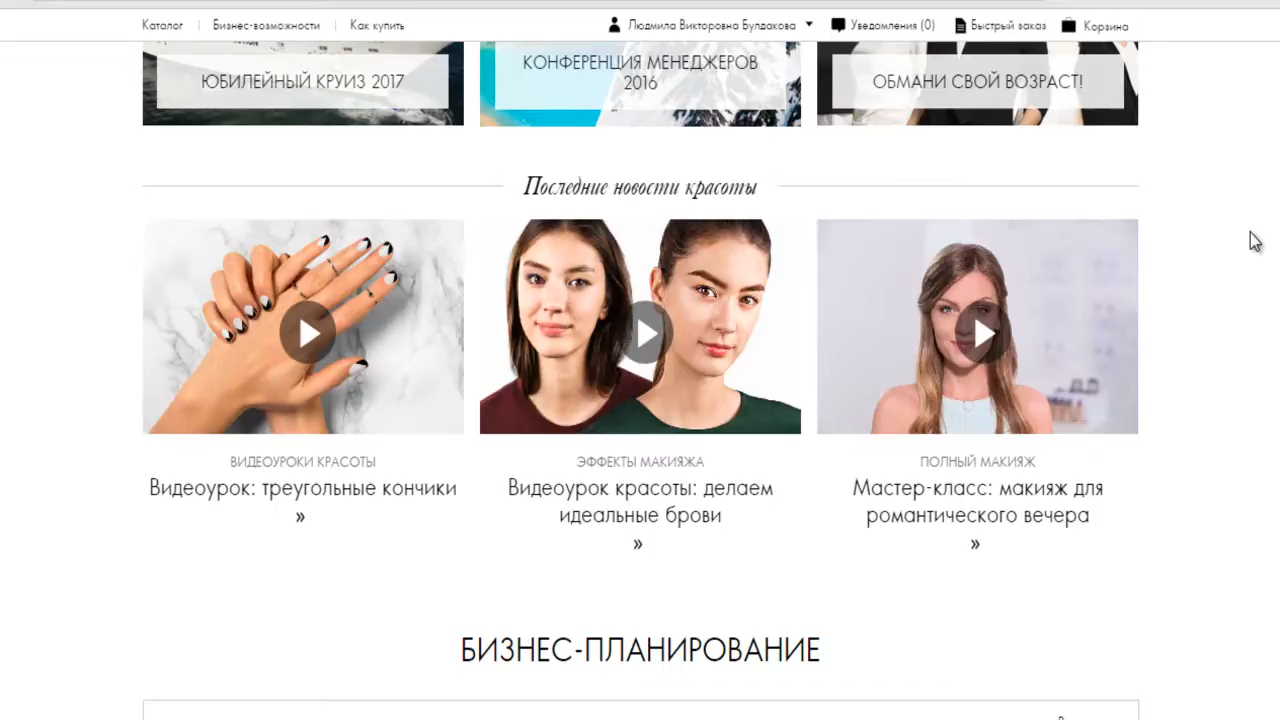 Каталог
Бизнес-возможности
Как купить
Людмила Викторовна Булдакова
Уведомления (0)
Быстрый заказ
Корзина
ЮБИЛЕЙНЫЙ КРУИЗ 2017
КОНФЕРЕНЦИЯ МЕНЕДЖЕРОВ
2016
ОБМАНИ СВОЙ ВОЗРАСТ!
Последние новости красоты
ВИДЕОУРОКИ КРАСОТЫ
Видеоурок: треугольные кончики
»
ЭФФЕКТЫ МАКИЯЖА
Видеоурок красоты: делаем
идеальные брови
»
ПОЛНЫЙ МАКИЯЖ
Мастер-класс: макияж для
романтического вечера
»
БИЗНЕС-ПЛАНИРОВАНИЕ